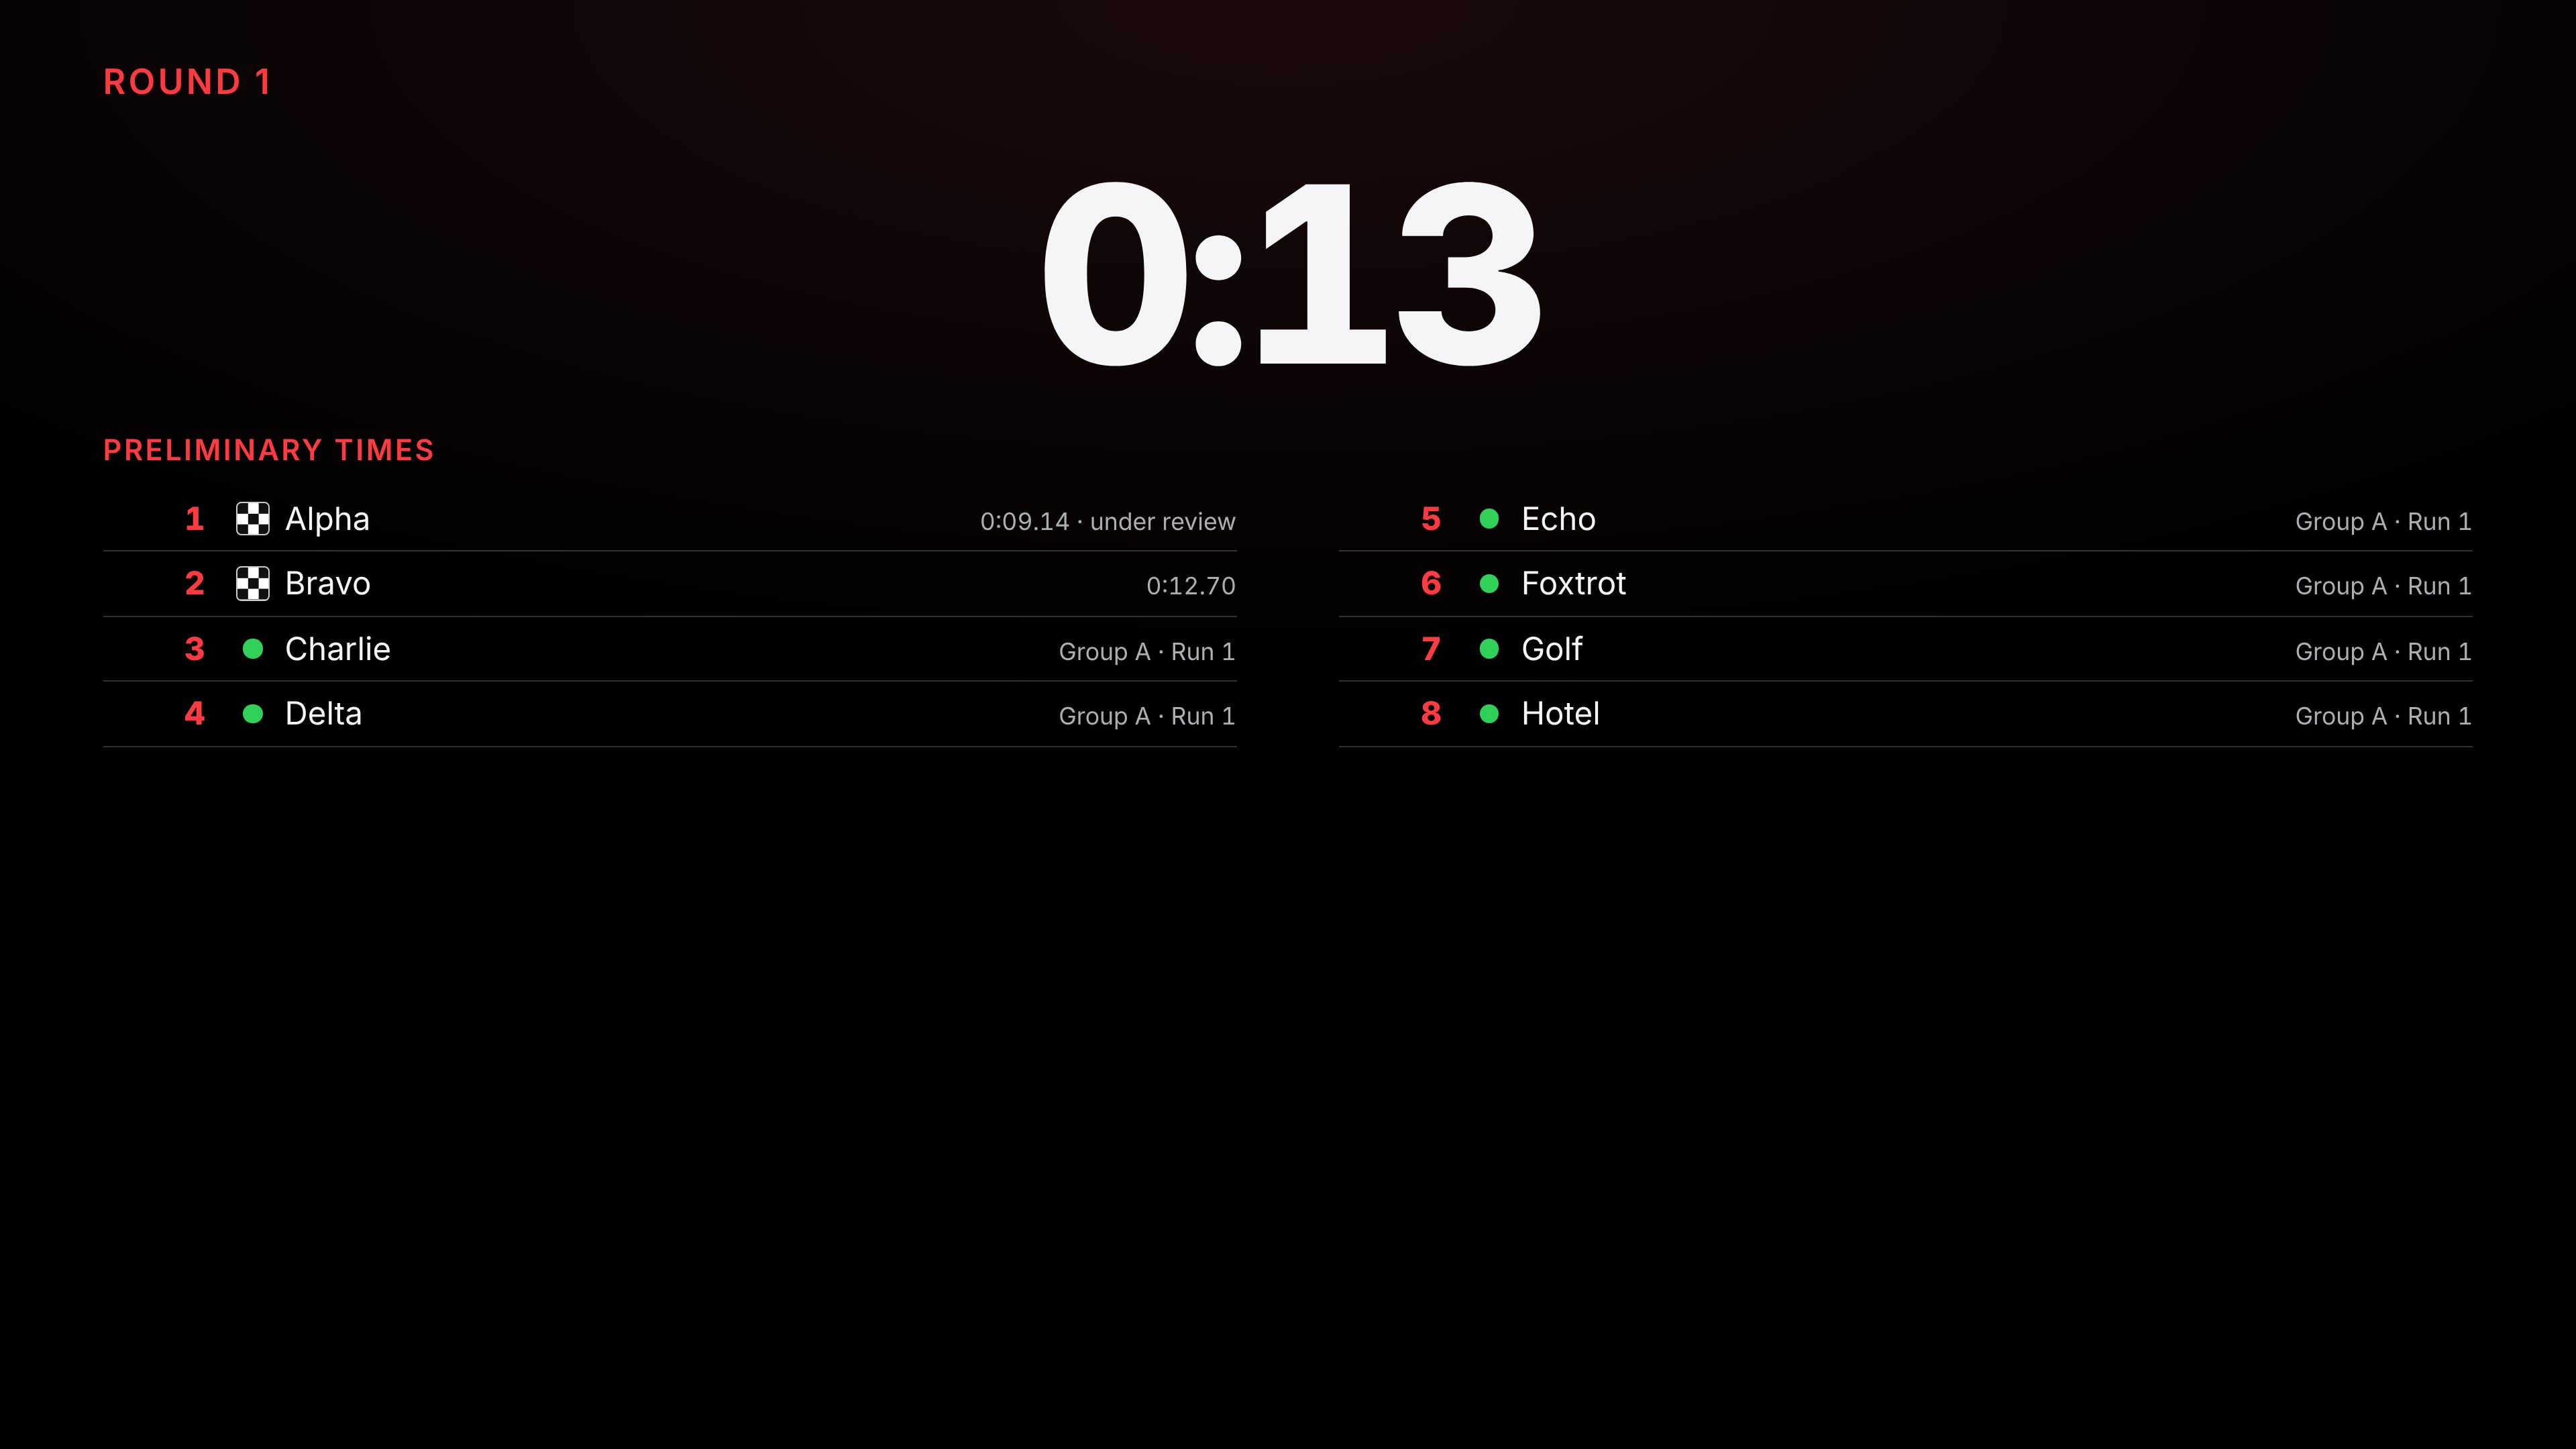 ROUND 1
0:13
PRELIMINARY TIMES
1 Alpha 0:09.14 · under review
2 Bravo 0:12.70
3 Charlie Group A · Run 1
4 Delta Group A · Run 1
5 Echo Group A · Run 1
6 Foxtrot Group A · Run 1
7 Golf Group A · Run 1
8 Hotel Group A · Run 1